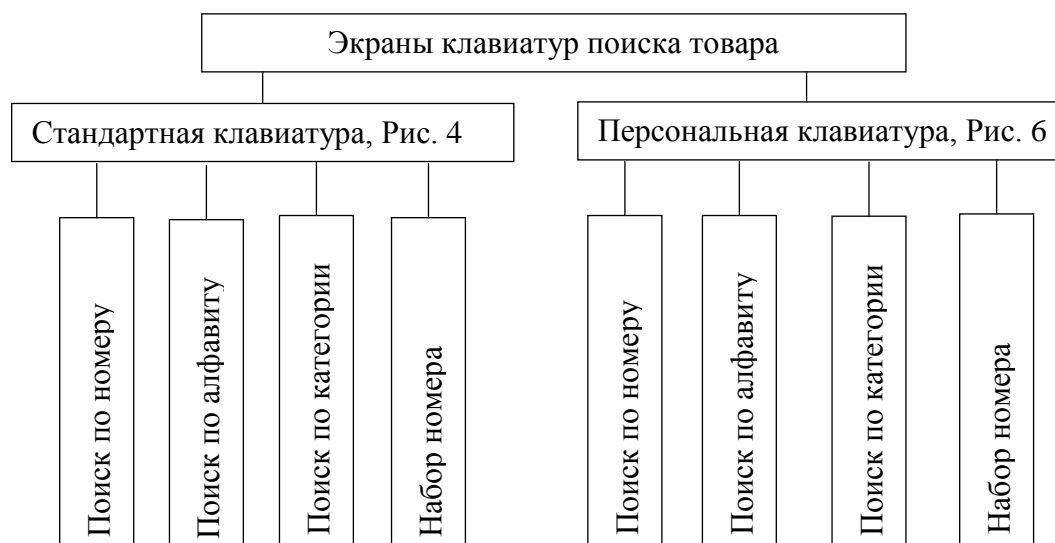 Экраны клавиатур поиска товара
Стандартная клавиатура, Рис. 4
Персональная клавиатура, Рис. 6
Поиск по номеру
Поиск по алфавиту
Поиск по категории
Набор номера
Поиск по номеру
Поиск по алфавиту
Поиск по категории
Набор номера